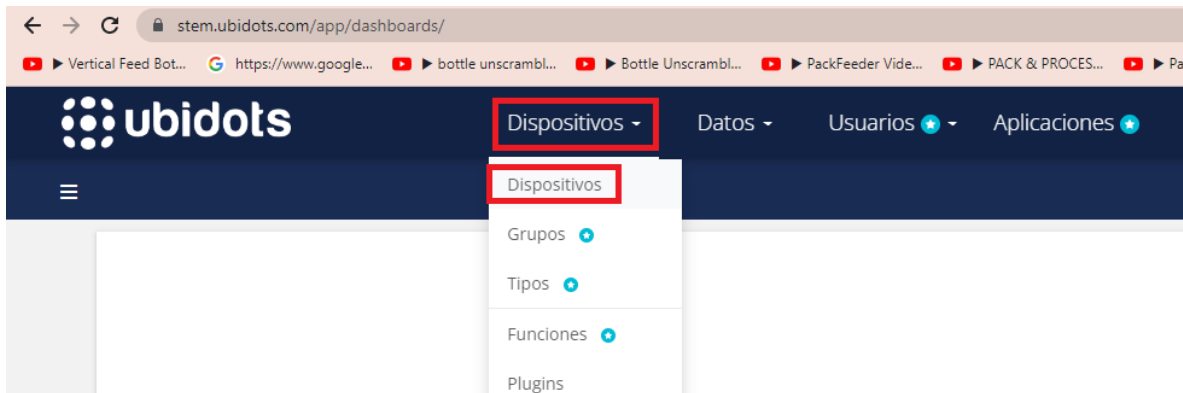 stem.ubidots.com/app/dashboards/
Vertical Feed Bot... https://www.google... bottle unscrambl... Bottle Unscrambl... PackFeeder Vide... PACK & PROCES... Pa
ubidots Dispositivos Datos Usuarios Aplicaciones
Dispositivos
Grupos
Tipos
Funciones
Plugins